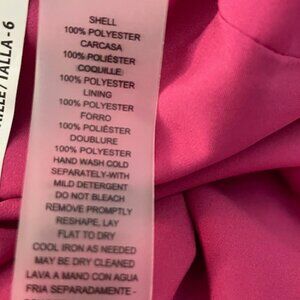 TALLA - 6
SHELL
100% POLYESTER
CARCASA
100% POLIÉSTER
COQUILLE:
100% POLYESTER
LINING
100% POLYESTER
FORRO
100% POLIÉSTER
DOUBLURE
100% POLYESTER
HAND WASH COLD
SEPARATELY-WITH
MILD DETERGENT
DO NOT BLEACH
REMOVE PROMPTLY
RESHAPE, LAY
FLAT TO DRY
COOL IRON AS NEEDED
MAY BE DRY CLEANED
LAVA A MANO CON AGUA
FRIA SEPARADAMENTE -